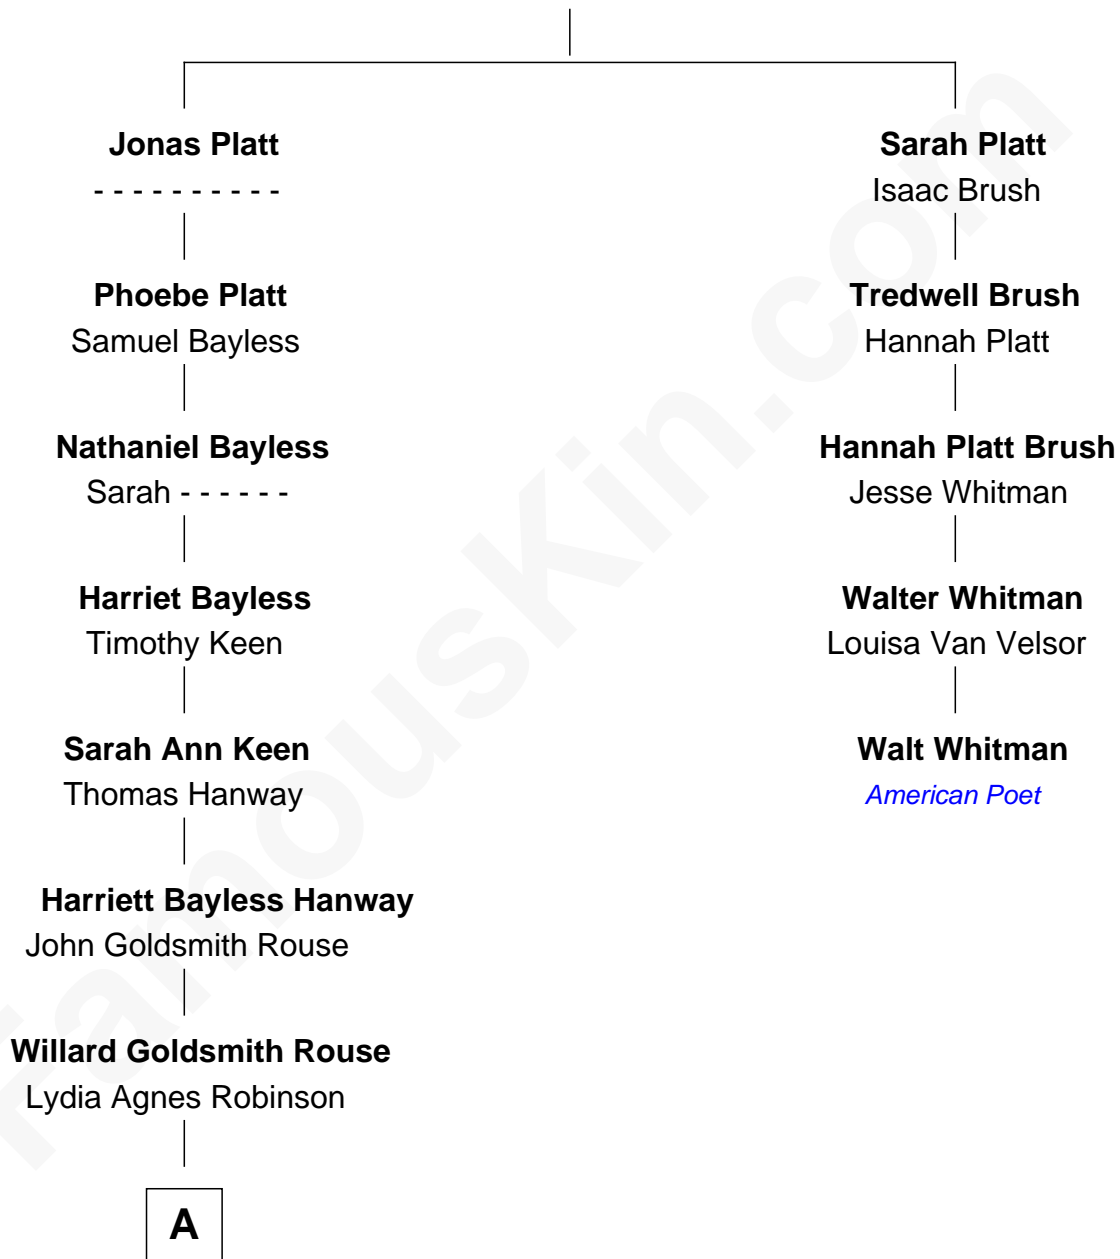 Jonas Platt
- - - - - - - - - -
Phoebe Platt
Samuel Bayless
Nathaniel Bayless
Sarah - - - - - -
Harriet Bayless
Timothy Keen
Sarah Ann Keen
Thomas Hanway
Harriett Bayless Hanway
John Goldsmith Rouse
Willard Goldsmith Rouse
Lydia Agnes Robinson
A
Sarah Platt
Isaac Brush
Tredwell Brush
Hannah Platt
Hannah Platt Brush
Jesse Whitman
Walter Whitman
Louisa Van Velsor
Walt Whitman
American Poet
FamousKin.com